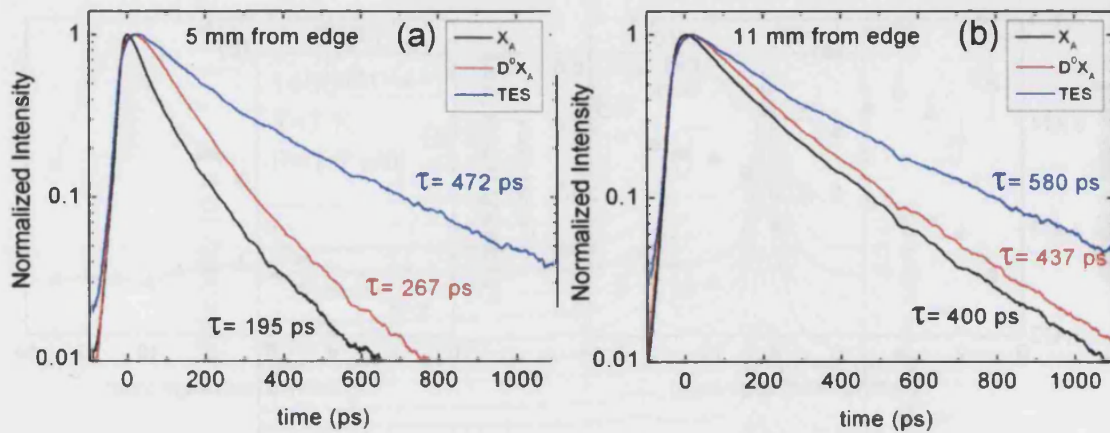 5 mm from edge
(a)
X_A
D⁰X_A
TES
Normalized Intensity
1
0.1
0.01
τ= 472 ps
τ= 267 ps
τ= 195 ps
0 200 400 600 800 1000
time (ps)
11 mm from edge
(b)
X_A
D⁰X_A
TES
Normalized Intensity
1
0.1
0.01
τ= 580 ps
τ= 437 ps
τ= 400 ps
0 200 400 600 800 1000
time (ps)